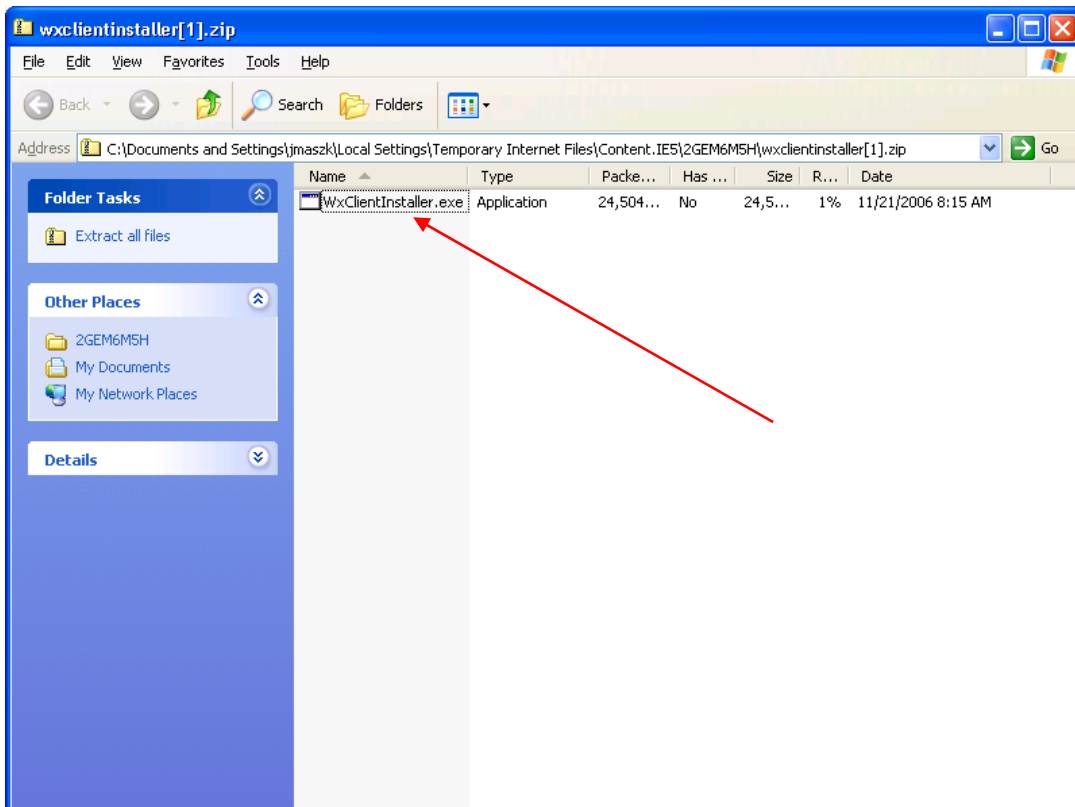 wxclientinstaller[1].zip
File Edit View Favorites Tools Help
Back Search Folders
Address C:\Documents and Settings\jmaszk\Local Settings\Temporary Internet Files\Content.IE5\2GEM6M5H\wxclientinstaller[1].zip Go
Name Type Packe... Has ... Size R... Date
WxClientInstaller.exe Application 24,504... No 24,5... 1% 11/21/2006 8:15 AM
Folder Tasks
Extract all files
Other Places
2GEM6M5H
My Documents
My Network Places
Details